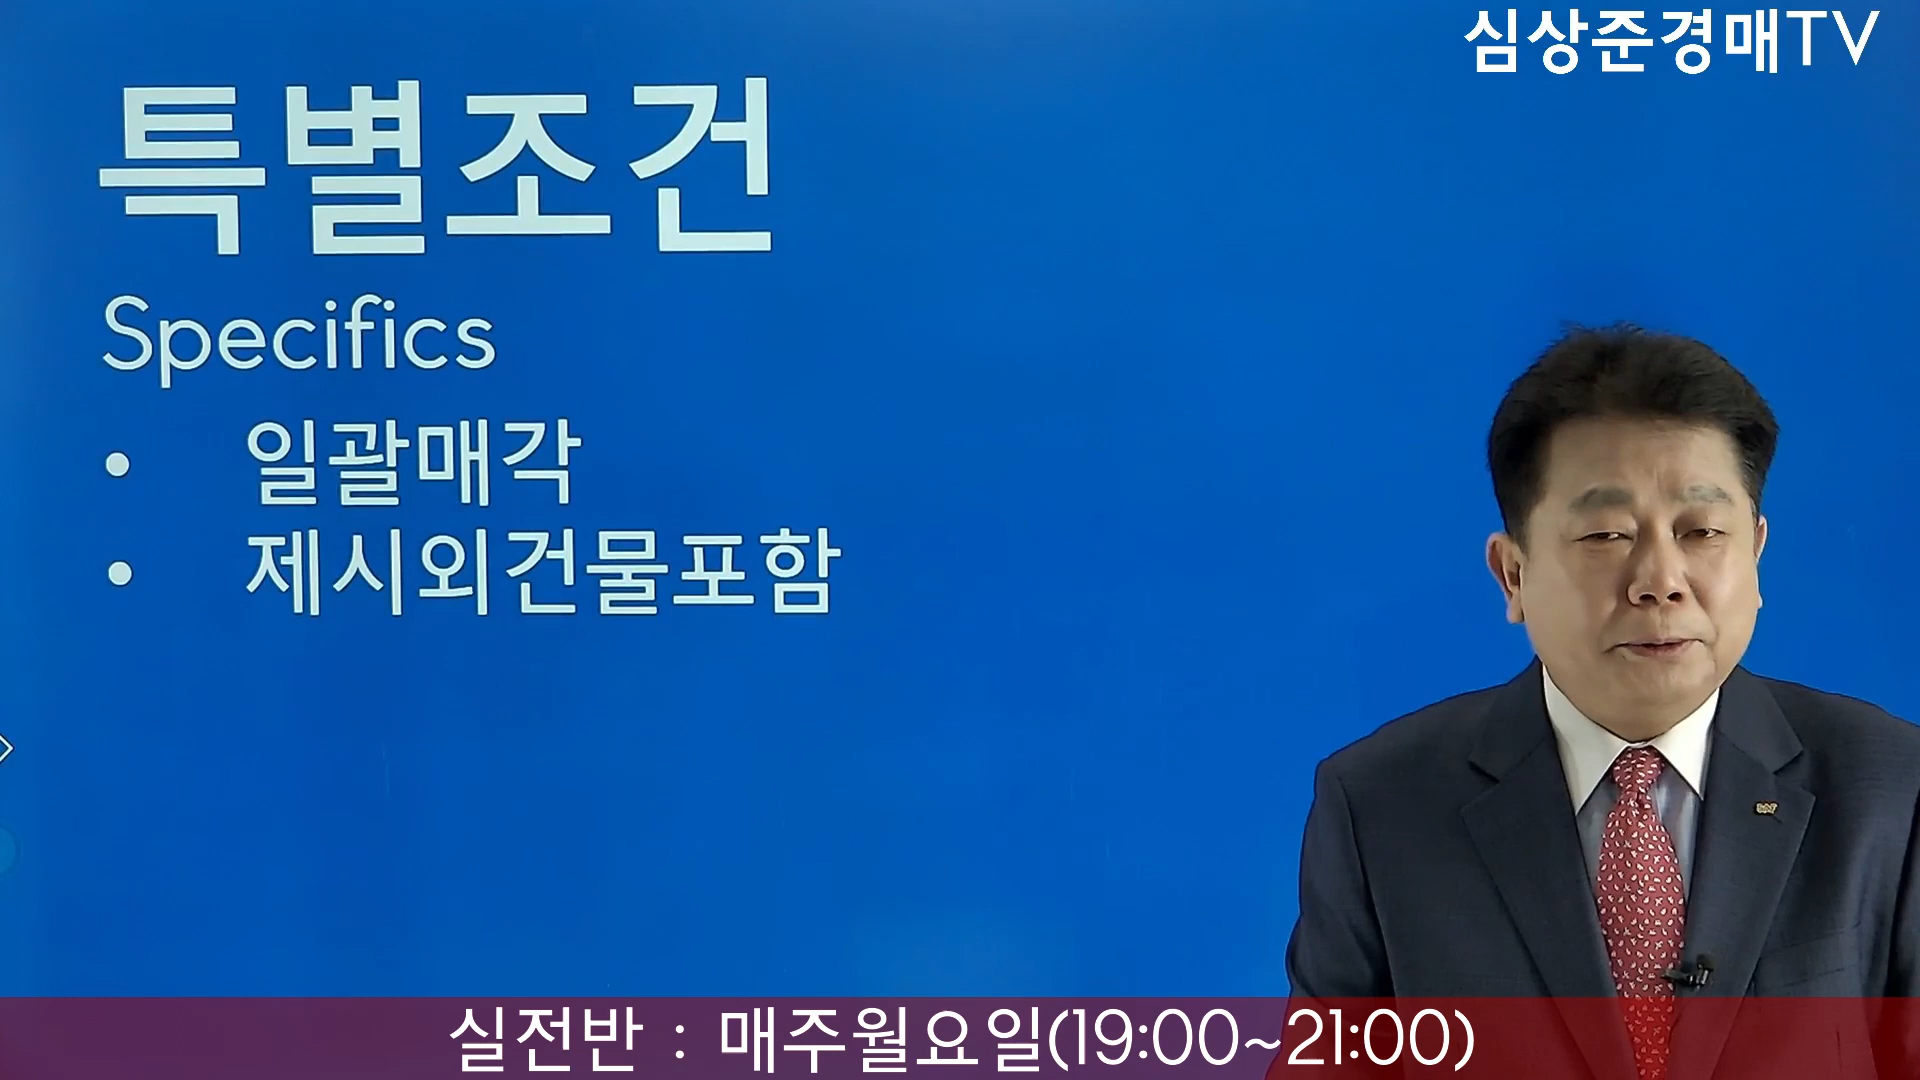 심상준경매TV
특별조건
Specifics
• 일괄매각
• 제시외건물포함
실전반 : 매주월요일(19:00~21:00)